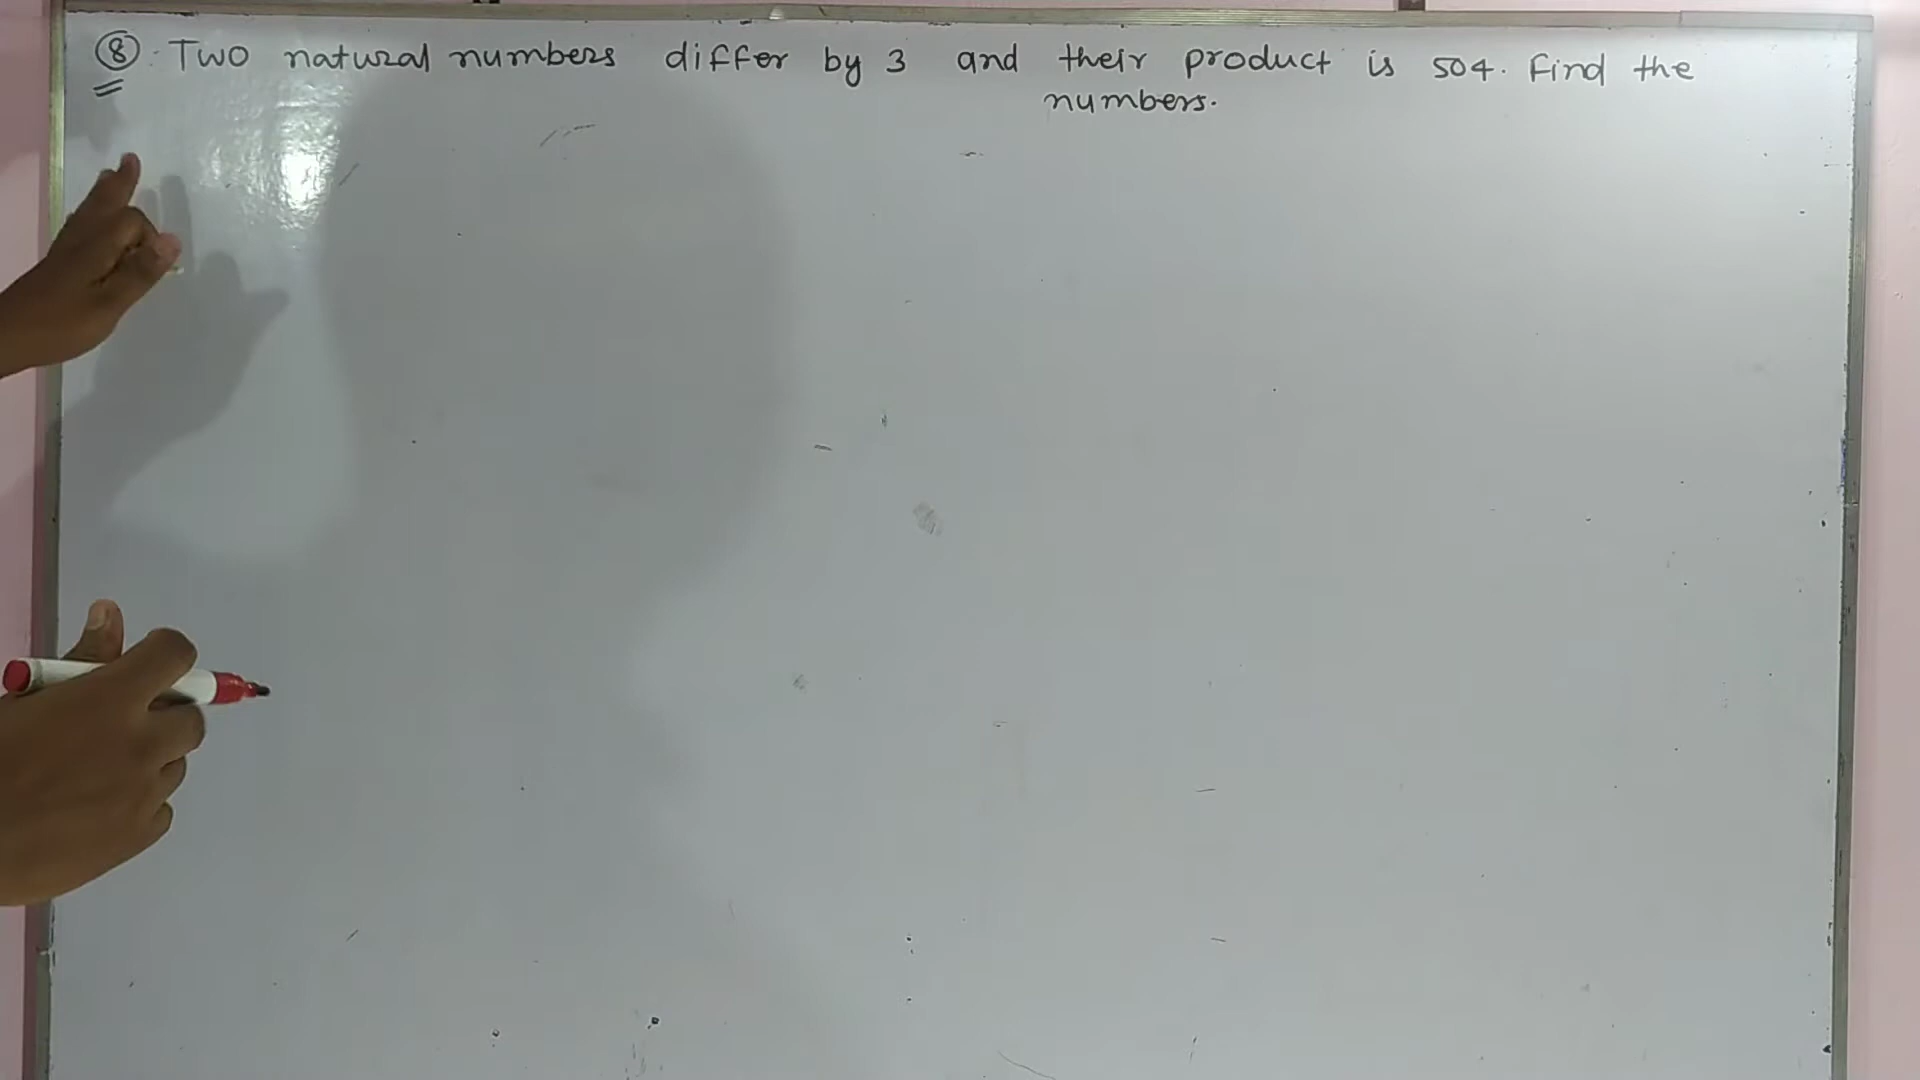 ⑧. Two natural numbers differ by 3 and their product is 504. Find the
numbers.